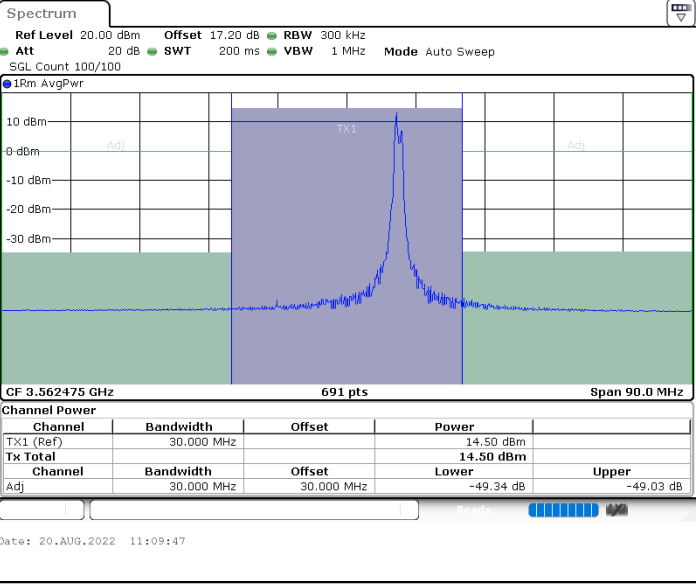 Spectrum
Ref Level 20.00 dBm Offset 17.20 dB RBW 300 kHz
Att 20 dB SWT 200 ms VBW 1 MHz Mode Auto Sweep
SGL Count 100/100
1Rm AvgPwr
10 dBm
TX1
Adj
Adj
0 dBm
-10 dBm
-20 dBm
-30 dBm
CF 3.562475 GHz 691 pts Span 90.0 MHz
Channel Power
Channel Bandwidth Offset Power
TX1 (Ref) 30.000 MHz 14.50 dBm
Tx Total 14.50 dBm
Channel Bandwidth Offset Lower Upper
Adj 30.000 MHz 30.000 MHz -49.34 dB -49.03 dB
Ready
Date: 20.AUG.2022 11:09:47